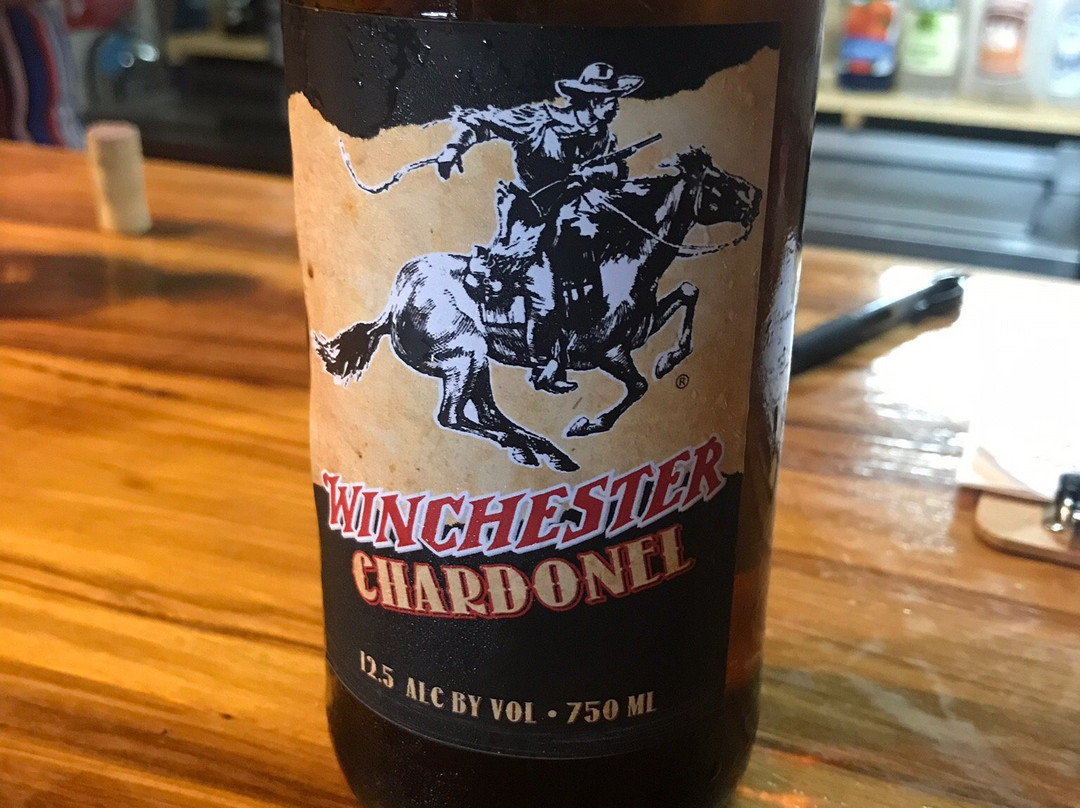 ®
WINCHESTER
CHARDONEL
12.5 ALC BY VOL • 750 ML